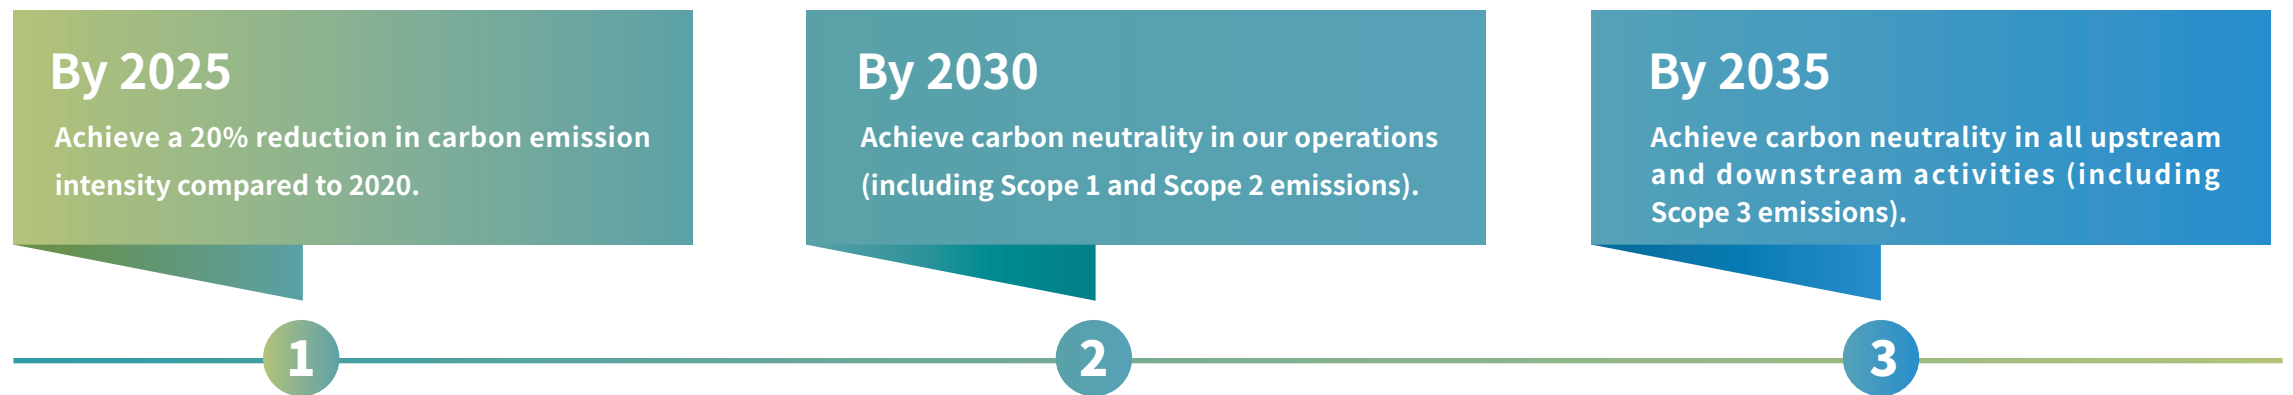 By 2025
Achieve a 20% reduction in carbon emission
intensity compared to 2020.
By 2030
Achieve carbon neutrality in our operations
(including Scope 1 and Scope 2 emissions).
By 2035
Achieve carbon neutrality in all upstream
and downstream activities (including
Scope 3 emissions).
1
2
3